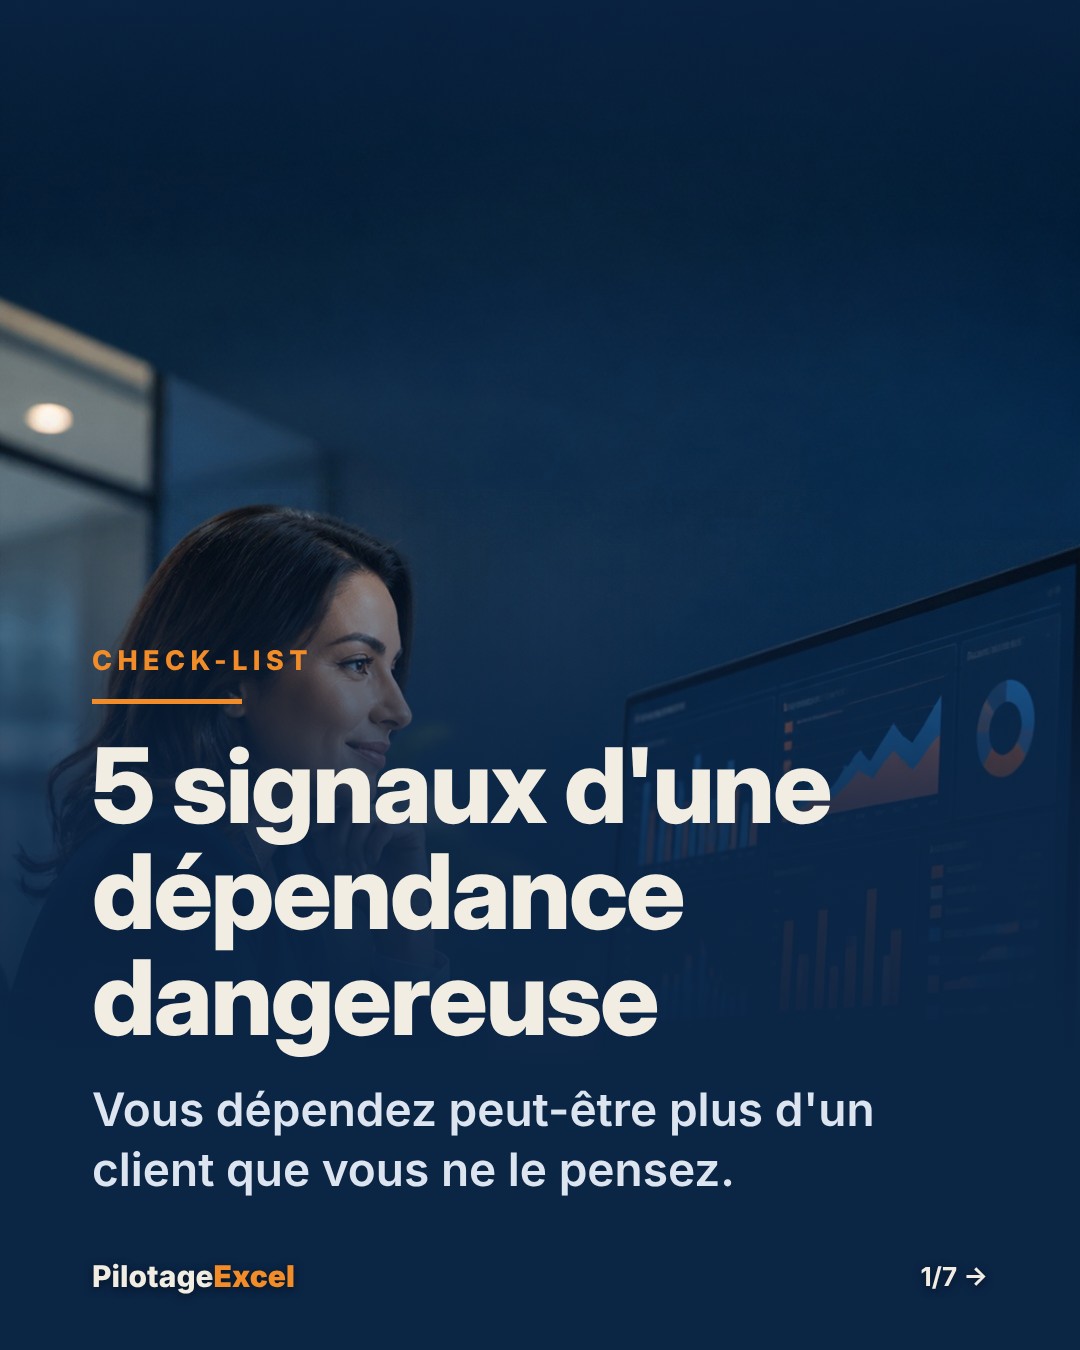 CHECK-LIST
5 signaux d'une
dépendance
dangereuse
Vous dépendez peut-être plus d'un
client que vous ne le pensez.
PilotageExcel
1/7 →